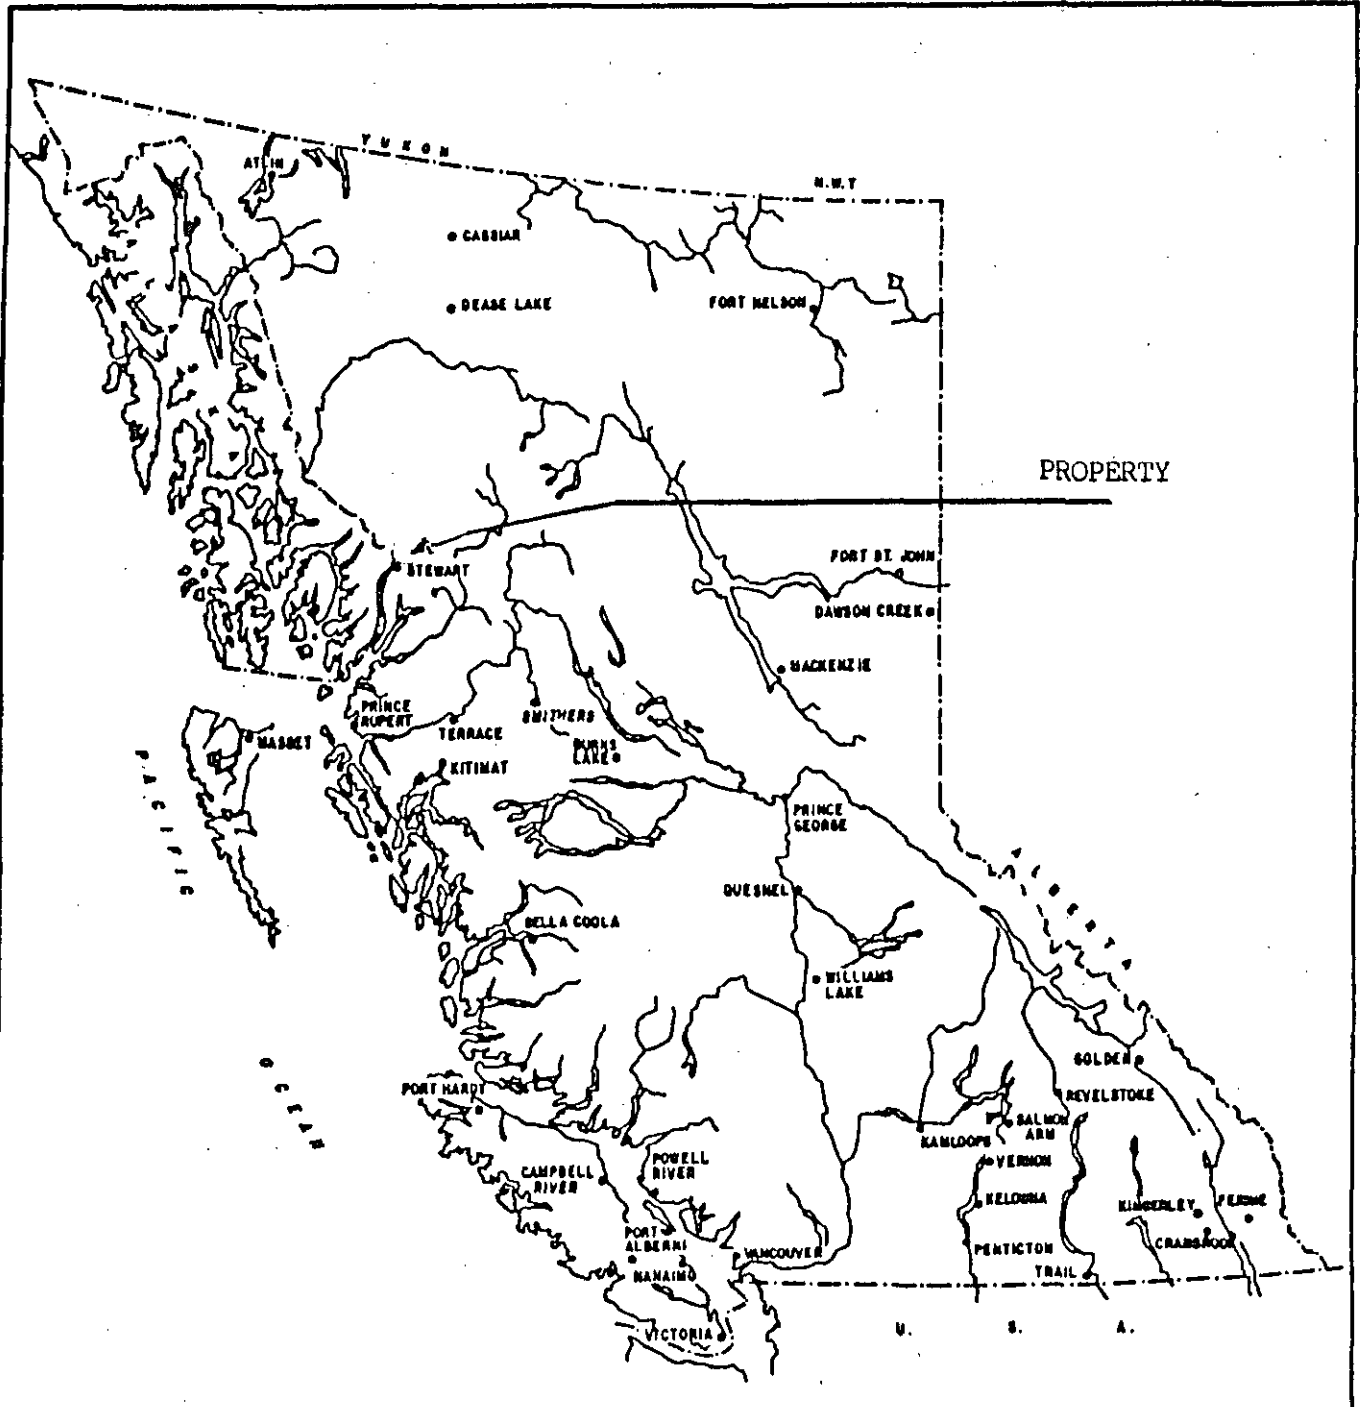 YUKON
ATLIN
N.W.T
CASSIAR
DEASE LAKE
FORT NELSON
PROPERTY
FORT ST. JOHN
STEWART
DAWSON CREEK
MACKENZIE
PRINCE
RUPERT
SMITHERS
TERRACE
MASSET
BURNS
LAKE
KITIMAT
PACIFIC
PRINCE
GEORGE
ALBERTA
QUESNEL
BELLA COOLA
WILLIAMS
LAKE
OCEAN
GOLDEN
PORT HARDY
REVELSTOKE
SALMON
ARM
KAMLOOPS
POWELL
RIVER
VERNON
CAMPBELL
RIVER
KELOWNA
KIMBERLEY
FERNIE
PORT
ALBERNI
VANCOUVER
PENTICTON
CRANBROOK
NANAIMO
TRAIL
VICTORIA
U. S. A.